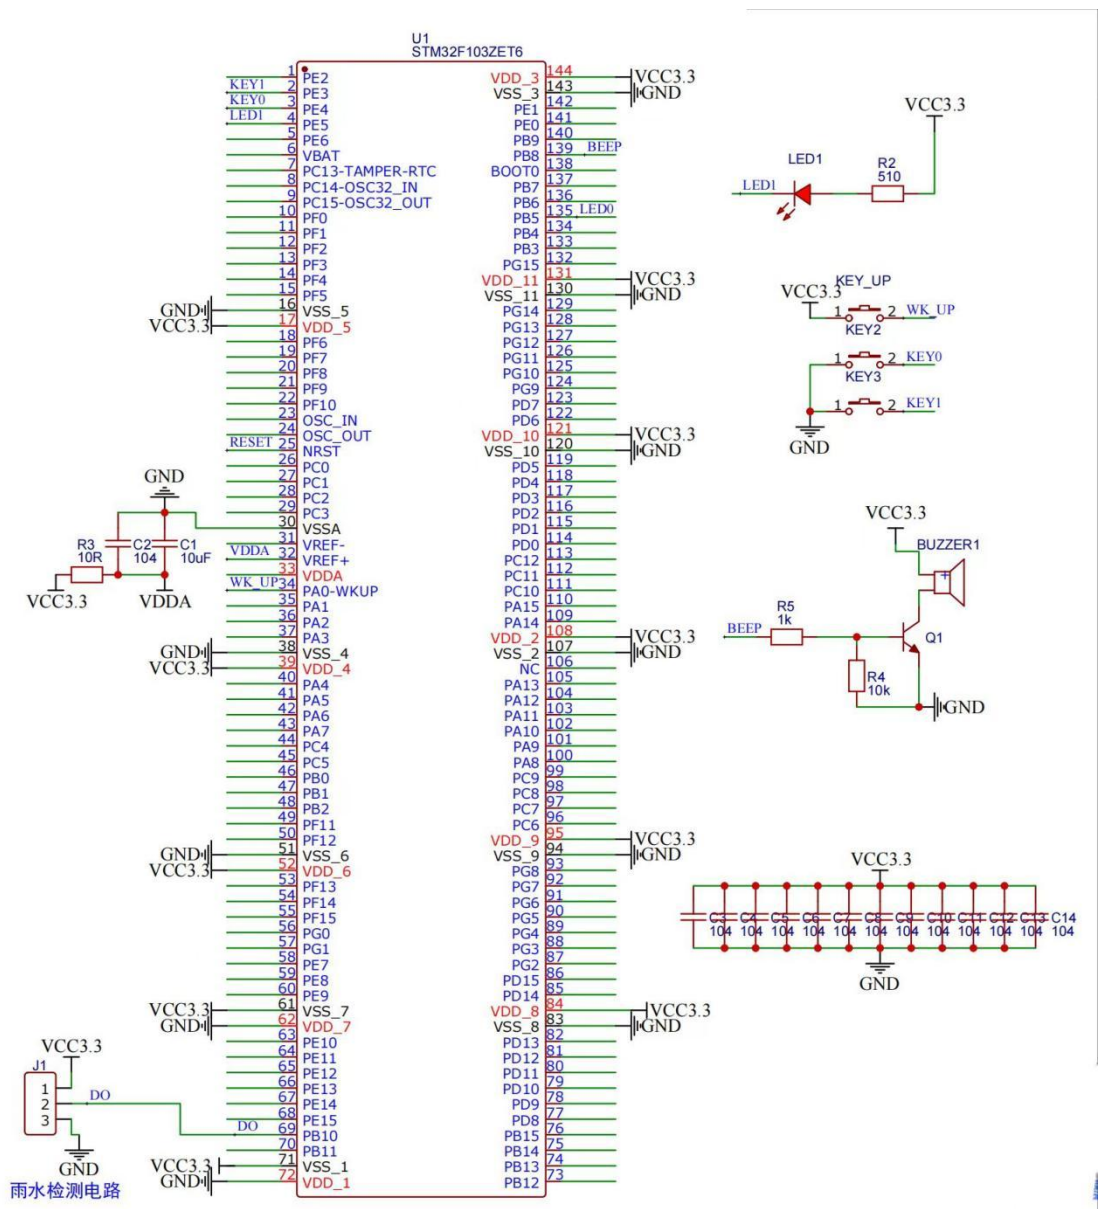 U1
STM32F103ZET6
1 PE2
KEY1 2 PE3
KEY0 3 PE4
LED1 4 PE5
5 PE6
6 VBAT
7 PC13-TAMPER-RTC
8 PC14-OSC32_IN
9 PC15-OSC32_OUT
10 PF0
11 PF1
12 PF2
13 PF3
14 PF4
15 PF5
GND 16 VSS_5
VCC3.3 17 VDD_5
18 PF6
19 PF7
20 PF8
21 PF9
22 PF10
23 OSC_IN
24 OSC_OUT
RESET 25 NRST
26 PC0
27 PC1
28 PC2
29 PC3
30 VSSA
31 VREF-
VDDA 32 VREF+
33 VDDA
WK_UP 34 PA0-WKUP
35 PA1
36 PA2
37 PA3
GND 38 VSS_4
VCC3.3 39 VDD_4
40 PA4
41 PA5
42 PA6
43 PA7
44 PC4
45 PC5
46 PB0
47 PB1
48 PB2
49 PF11
50 PF12
GND 51 VSS_6
VCC3.3 52 VDD_6
53 PF13
54 PF14
55 PF15
56 PG0
57 PG1
58 PE7
59 PE8
60 PE9
VCC3.3 61 VSS_7
GND 62 VDD_7
63 PE10
64 PE11
65 PE12
66 PE13
67 PE14
68 PE15
DO 69 PB10
70 PB11
VCC3.3 71 VSS_1
GND 72 VDD_1
VDD_3 144 VCC3.3
VSS_3 143 GND
PE1 142
PE0 141
PB9 140
PB8 139 BEEP
BOOT0 138
PB7 137
PB6 136
PB5 135 LED0
PB4 134
PB3 133
PG15 132
VDD_11 131 VCC3.3
VSS_11 130 GND
PG14 129
PG13 128
PG12 127
PG11 126
PG10 125
PG9 124
PD7 123
PD6 122
VDD_10 121 VCC3.3
VSS_10 120 GND
PD5 119
PD4 118
PD3 117
PD2 116
PD1 115
PD0 114
PC12 113
PC11 112
PC10 111
PA15 110
PA14 109
VDD_2 108 VCC3.3
VSS_2 107 GND
NC 106
PA13 105
PA12 104
PA11 103
PA10 102
PA9 101
PA8 100
PC9 99
PC8 98
PC7 97
PC6 96
VDD_9 95 VCC3.3
VSS_9 94 GND
PG8 93
PG7 92
PG6 91
PG5 90
PG4 89
PG3 88
PG2 87
PD15 86
PD14 85
VDD_8 84 VCC3.3
VSS_8 83 GND
PD13 82
PD12 81
PD11 80
PD10 79
PD9 78
PD8 77
PB15 76
PB14 75
PB13 74
PB12 73
GND
R3 10R
C2 104
C1 10uF
VCC3.3
VDDA
VCC3.3
J1
1
2 DO
3
GND
雨水检测电路
VCC3.3
LED1
R2
510
LED1
KEY_UP
VCC3.3
1 2 WK_UP
KEY2
1 2 KEY0
KEY3
1 2 KEY1
GND
VCC3.3
BUZZER1
+
R5
1k
BEEP
Q1
R4
10k
GND
VCC3.3
C3 C4 C5 C6 C7 C8 C9 C10 C11 C12 C13 C14
104 104 104 104 104 104 104 104 104 104 104 104
GND